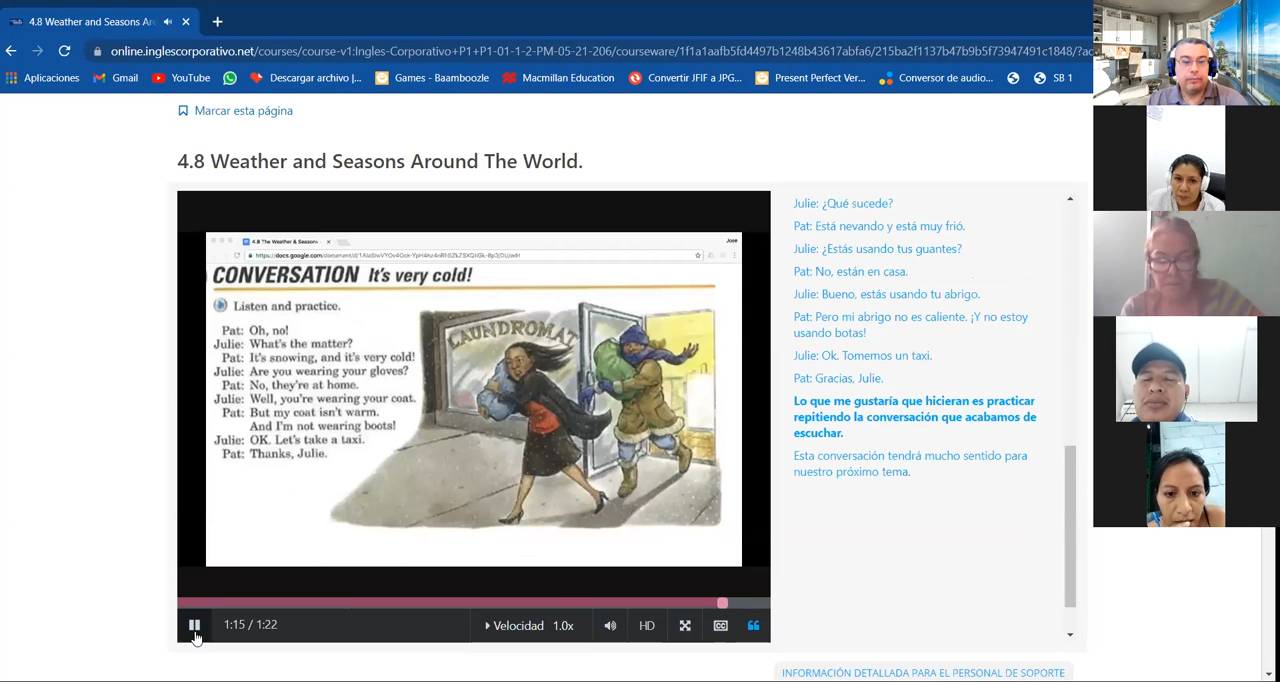 4.8 Weather and Seasons Aro
online.inglescorporativo.net/courses/course-v1:Ingles-Corporativo+P1+P1-01-1-2-PM-05-21-206/courseware/1f1a1aafb5fd4497b1248b43617abfa6/215ba2f1137b47b9b5f73947491c1848/?ac
Aplicaciones Gmail YouTube Descargar archivo |... Games - Baamboozle Macmillan Education Convertir JFIF a JPG... Present Perfect Ver... Conversor de audio... SB 1
Marcar esta página
4.8 Weather and Seasons Around The World.
4.8 The Weather & Seasons Jose
CONVERSATION It's very cold!
Listen and practice.
Pat: Oh, no!
Julie: What's the matter?
Pat: It's snowing, and it's very cold!
Julie: Are you wearing your gloves?
Pat: No, they're at home.
Julie: Well, you're wearing your coat.
Pat: But my coat isn't warm.
And I'm not wearing boots!
Julie: OK. Let's take a taxi.
Pat: Thanks, Julie.
LAUNDROMAT
Julie: ¿Qué sucede?
Pat: Está nevando y está muy frió.
Julie: ¿Estás usando tus guantes?
Pat: No, están en casa.
Julie: Bueno, estás usando tu abrigo.
Pat: Pero mi abrigo no es caliente. ¡Y no estoy
usando botas!
Julie: Ok. Tomemos un taxi.
Pat: Gracias, Julie.
Lo que me gustaría que hicieran es practicar
repitiendo la conversación que acabamos de
escuchar.
Esta conversación tendrá mucho sentido para
nuestro próximo tema.
1:15 / 1:22 Velocidad 1.0x HD CC
INFORMACIÓN DETALLADA PARA EL PERSONAL DE SOPORTE